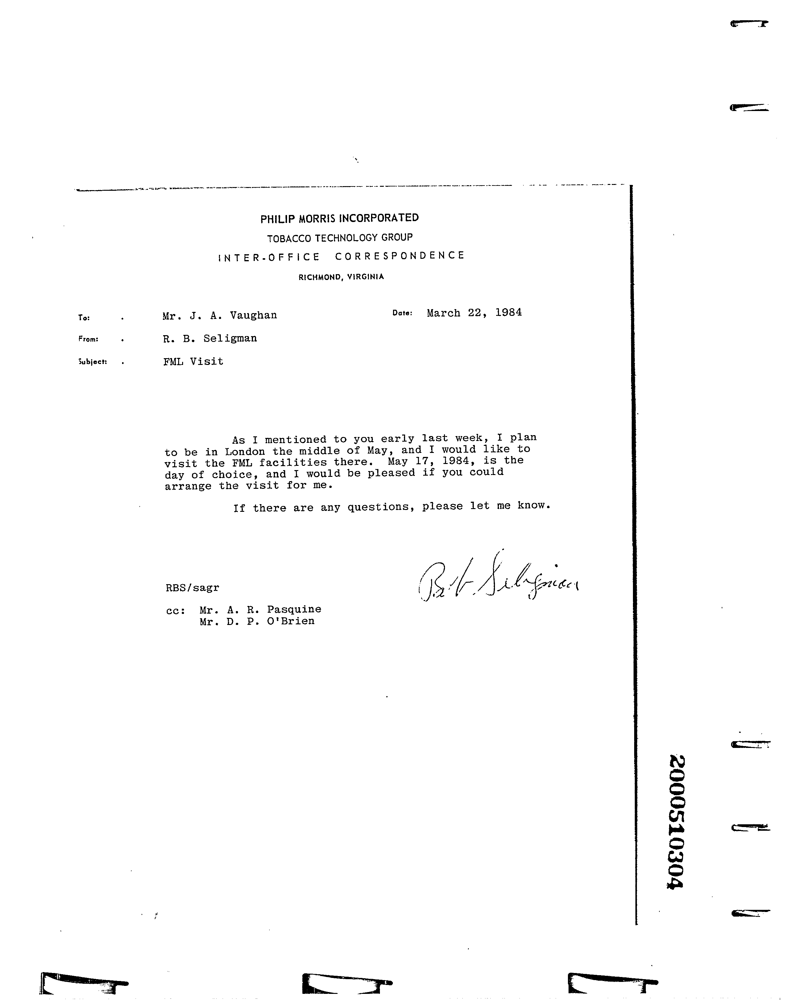 PHILIP MORRIS INCORPORATED
TOBACCO TECHNOLOGY GROUP
INTER-OFFICE CORRESPONDENCE
RICHMOND, VIRGINIA
To: . Mr. J. A. Vaughan Date: March 22, 1984
From: . R. B. Seligman
Subject: . FML Visit
As I mentioned to you early last week, I plan
to be in London the middle of May, and I would like to
visit the FML facilities there. May 17, 1984, is the
day of choice, and I would be pleased if you could
arrange the visit for me.
If there are any questions, please let me know.
Bob Seligman
RBS/sagr
cc: Mr. A. R. Pasquine
Mr. D. P. O'Brien
2000510304